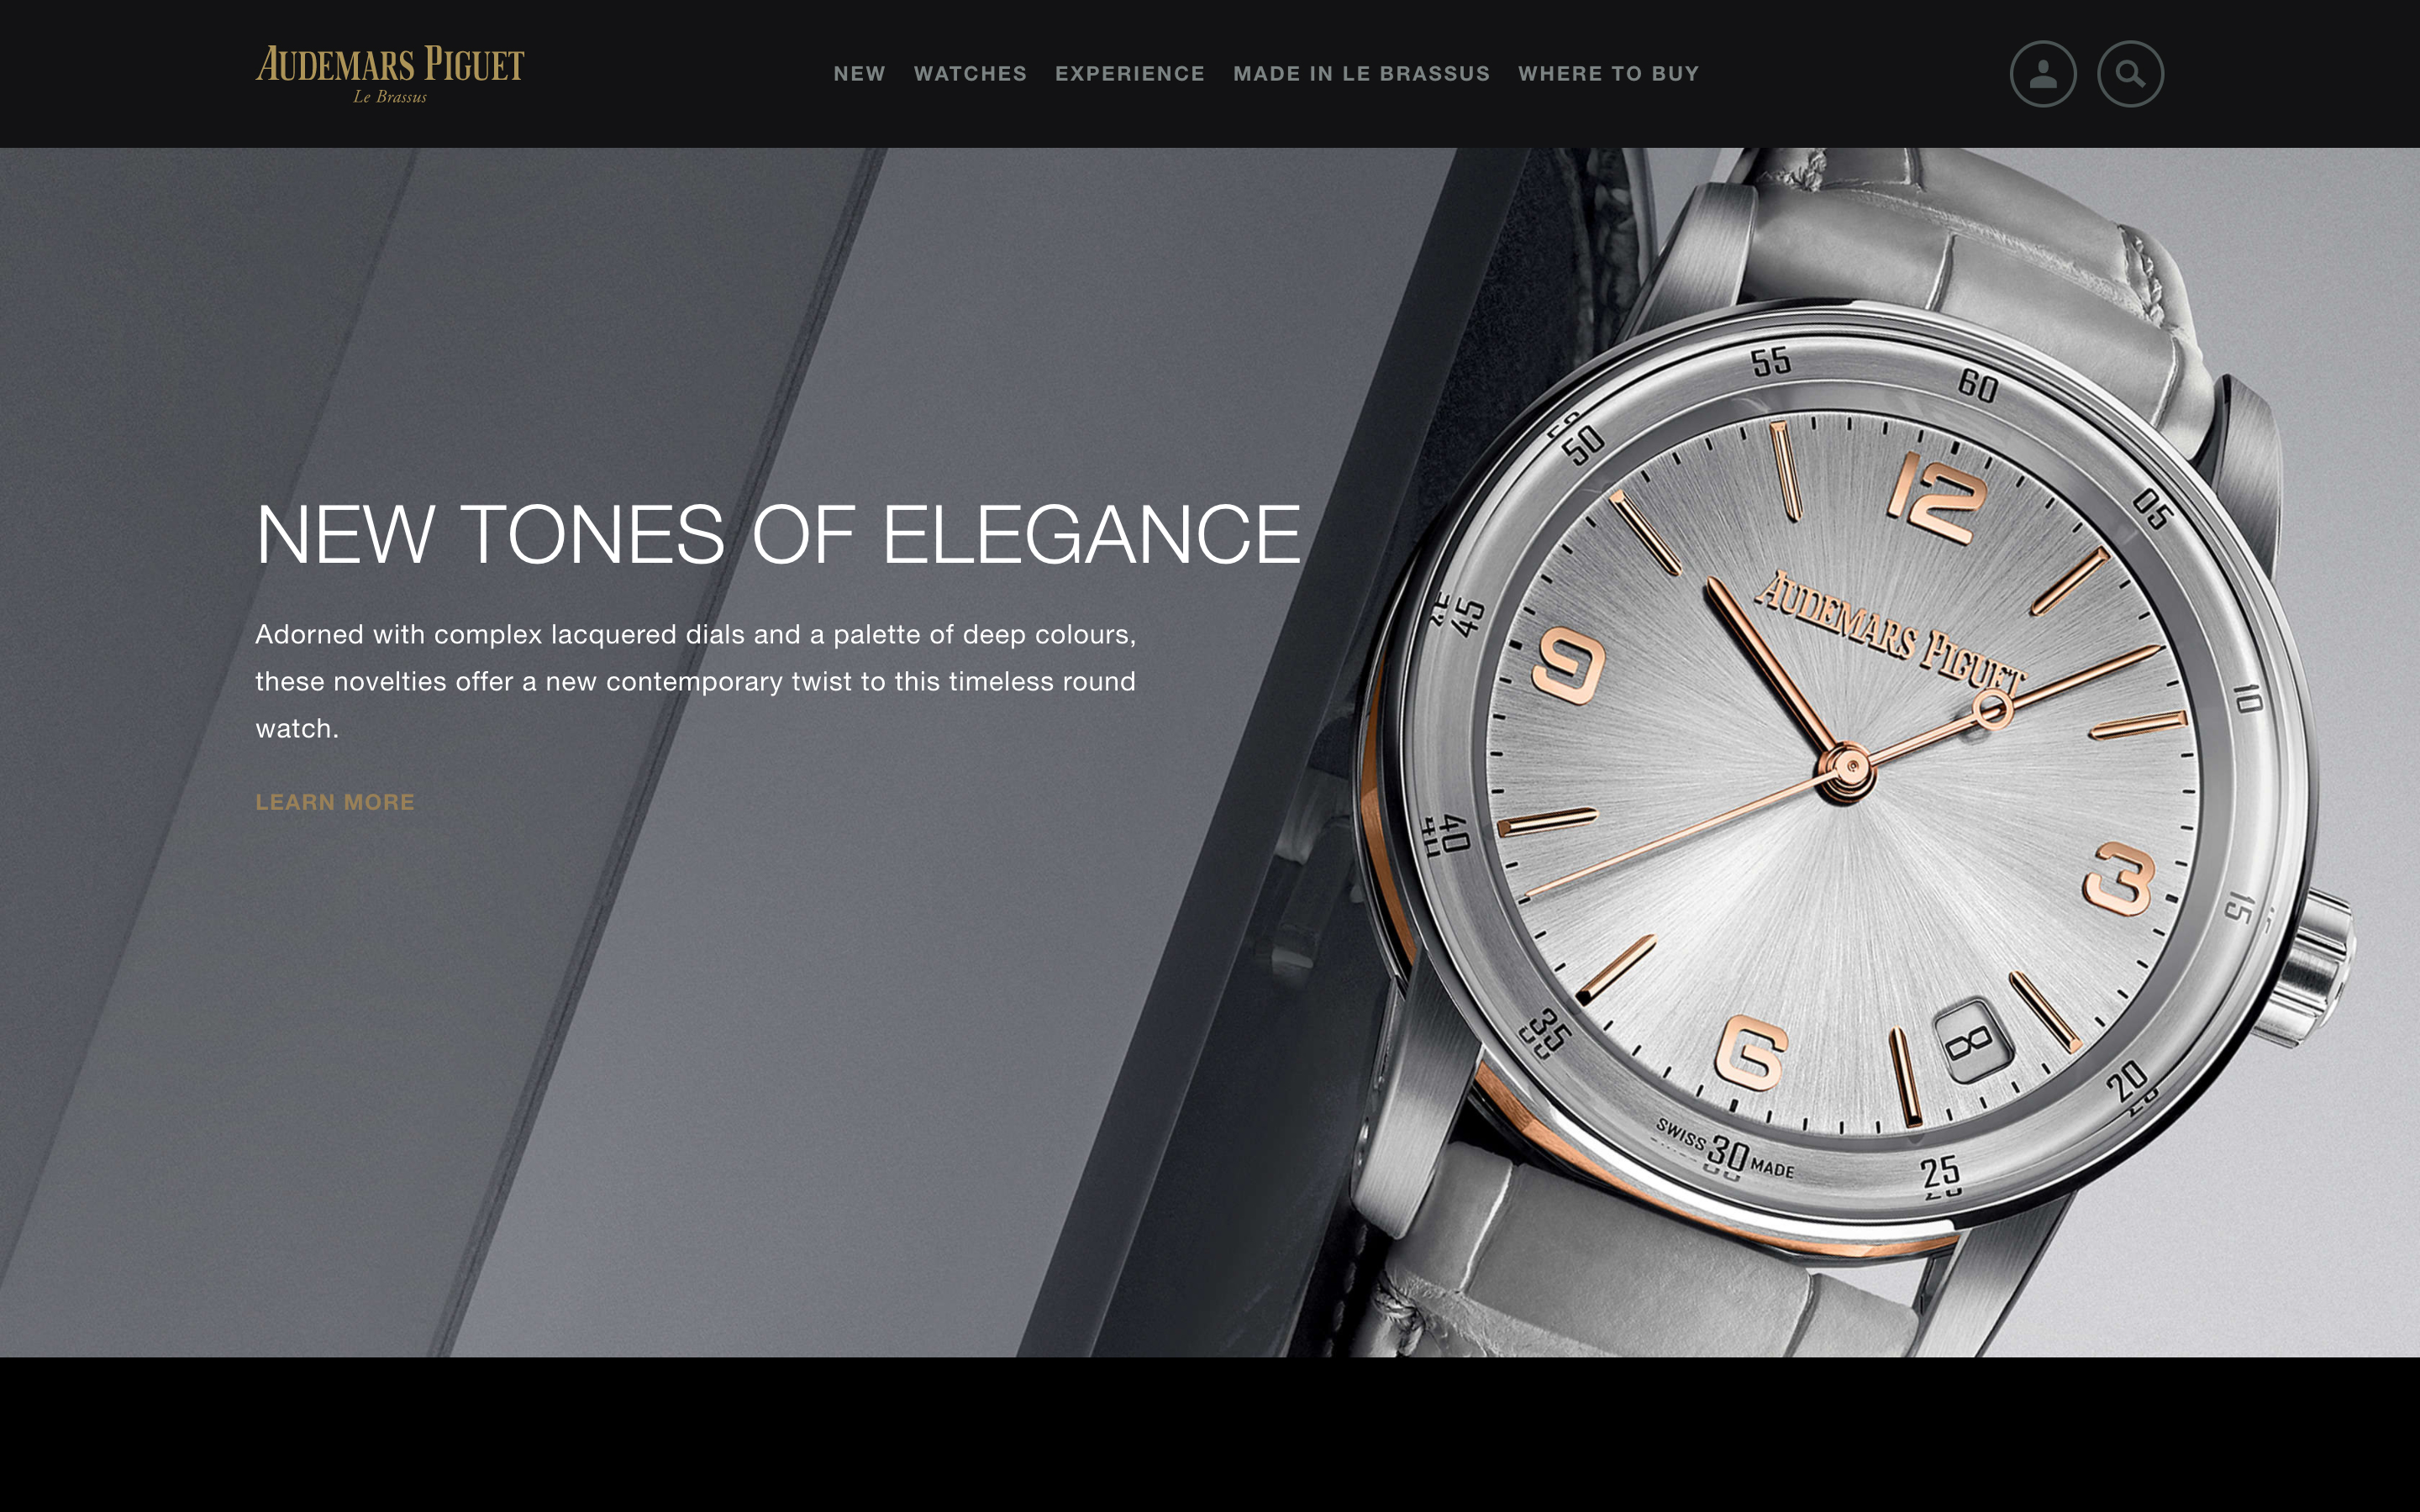 AUDEMARS PIGUET
Le Brassus
NEW WATCHES EXPERIENCE MADE IN LE BRASSUS WHERE TO BUY
NEW TONES OF ELEGANCE
Adorned with complex lacquered dials and a palette of deep colours,
these novelties offer a new contemporary twist to this timeless round
watch.
LEARN MORE
55
60
05
10
15
20
25
SWISS 30 MADE
35
40
45
50
12
AUDEMARS PIGUET
9
3
8
6